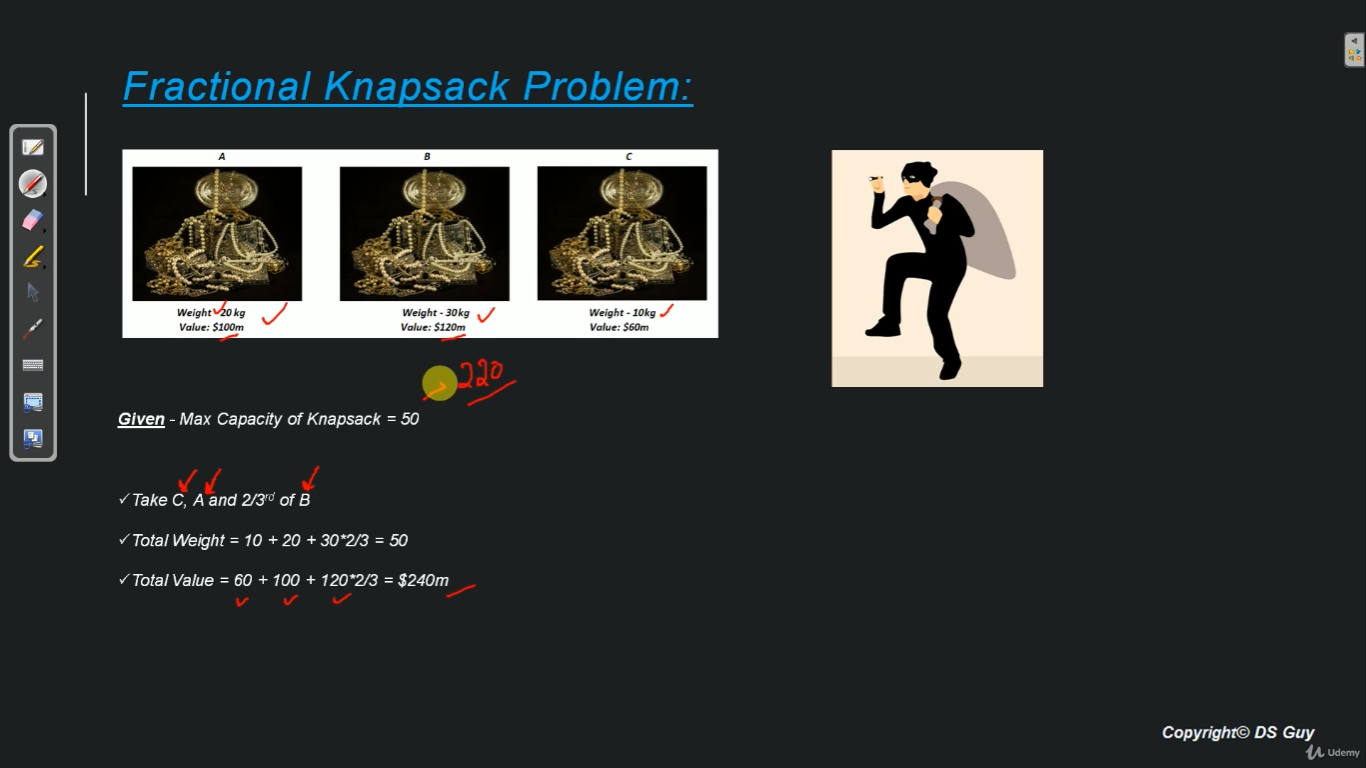 Fractional Knapsack Problem:
A B C
Weight - 20 kg Weight - 30kg Weight - 10kg
Value: $100m Value: $120m Value: $60m
220
Given - Max Capacity of Knapsack = 50
✓Take C, A and 2/3rd of B
✓Total Weight = 10 + 20 + 30*2/3 = 50
✓Total Value = 60 + 100 + 120*2/3 = $240m
Copyright© DS Guy
Udemy